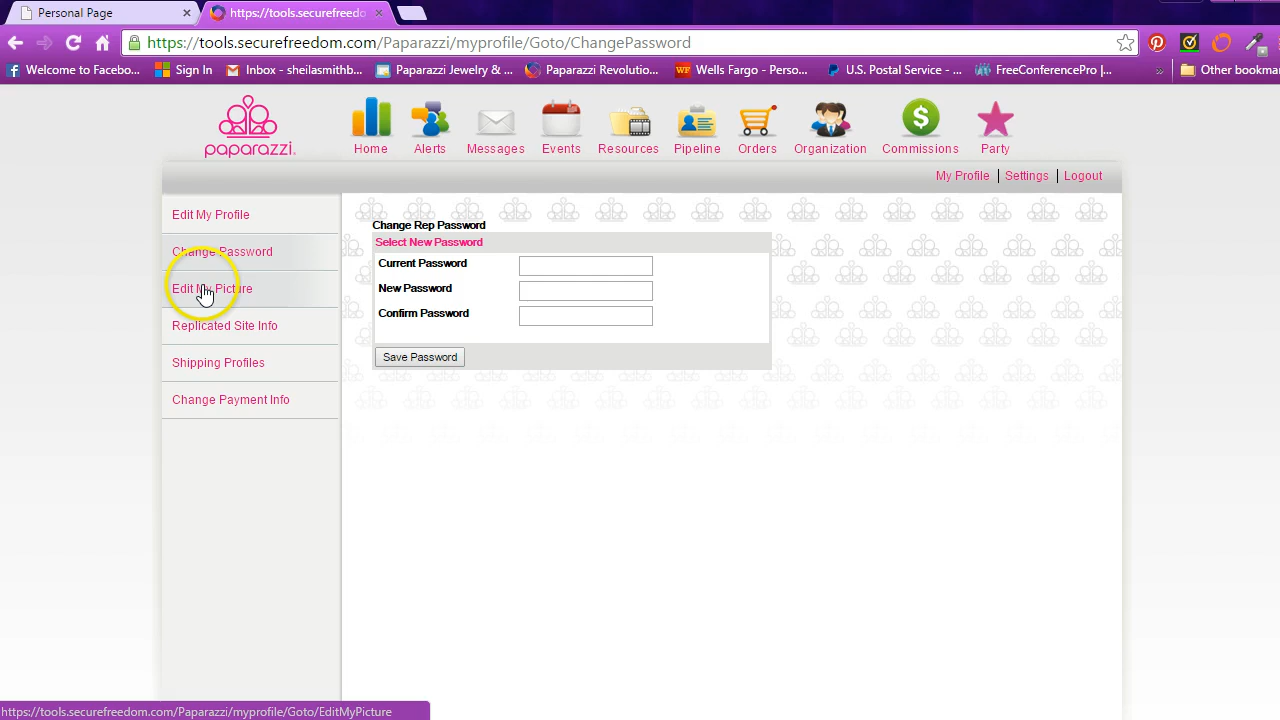 Personal Page
https://tools.securefreedo
https://tools.securefreedom.com/Paparazzi/myprofile/Goto/ChangePassword
Welcome to Facebo...
Sign In
Inbox - sheilasmithb...
Paparazzi Jewelry & ...
Paparazzi Revolutio...
Wells Fargo - Perso...
U.S. Postal Service - ...
FreeConferencePro |...
»
Other bookmar
paparazzi
Home
Alerts
Messages
Events
Resources
Pipeline
Orders
Organization
Commissions
Party
My Profile | Settings | Logout
Edit My Profile
Change Password
Edit My Picture
Replicated Site Info
Shipping Profiles
Change Payment Info
Change Rep Password
Select New Password
Current Password
New Password
Confirm Password
Save Password
https://tools.securefreedom.com/Paparazzi/myprofile/Goto/EditMyPicture